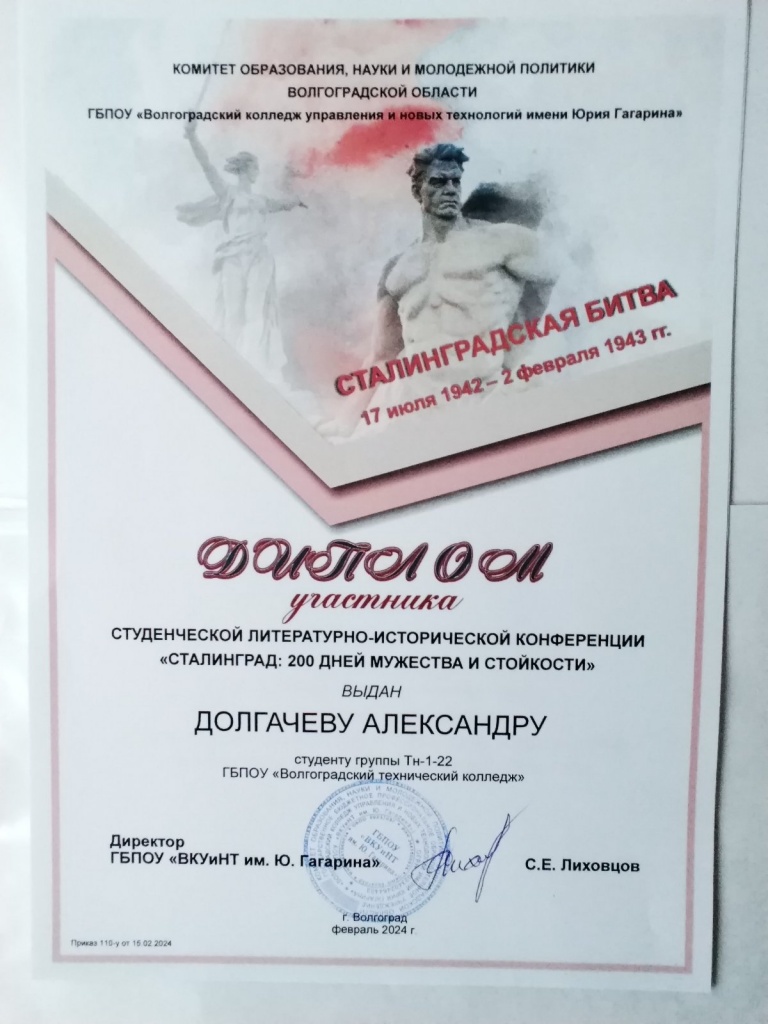 КОМИТЕТ ОБРАЗОВАНИЯ, НАУКИ И МОЛОДЕЖНОЙ ПОЛИТИКИ
ВОЛГОГРАДСКОЙ ОБЛАСТИ
ГБПОУ «Волгоградский колледж управления и новых технологий имени Юрия Гагарина»
СТАЛИНГРАДСКАЯ БИТВА
17 июля 1942 – 2 февраля 1943 гг.
ДИПЛОМ
участника
СТУДЕНЧЕСКОЙ ЛИТЕРАТУРНО-ИСТОРИЧЕСКОЙ КОНФЕРЕНЦИИ
«СТАЛИНГРАД: 200 ДНЕЙ МУЖЕСТВА И СТОЙКОСТИ»
ВЫДАН
ДОЛГАЧЕВУ АЛЕКСАНДРУ
студенту группы Тн-1-22
ГБПОУ «Волгоградский технический колледж»
Директор
ГБПОУ «ВКУиНТ им. Ю. Гагарина»
С.Е. Лиховцов
ГБПОУ
"ВКУиНТ
им. Ю.
г. Волгоград
февраль 2024 г
Приказ 110-у от 15.02.2024